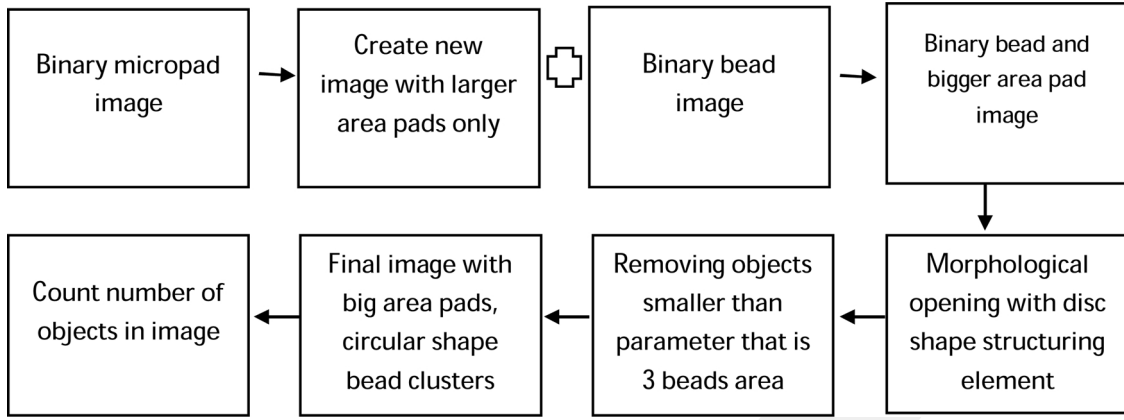 Binary micropad
image
Create new
image with larger
area pads only
Binary bead
image
Binary bead and
bigger area pad
image
Morphological
opening with disc
shape structuring
element
Removing objects
smaller than
parameter that is
3 beads area
Final image with
big area pads,
circular shape
bead clusters
Count number of
objects in image